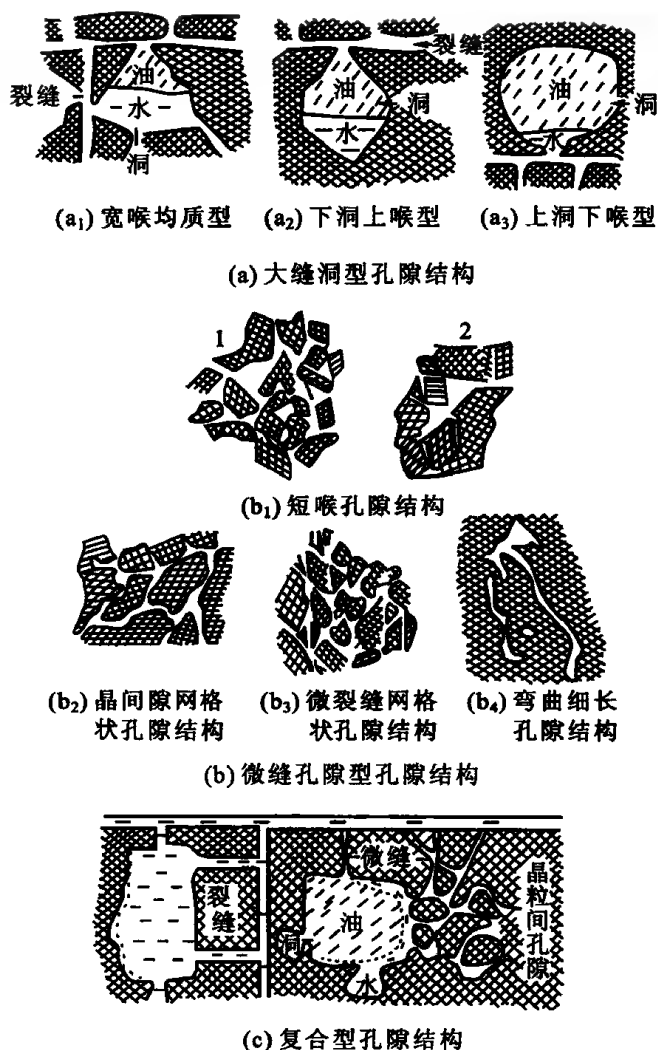 裂缝
油
水
洞
油
水
裂缝
洞
油
水
洞
(a₁) 宽喉均质型
(a₂) 下洞上喉型
(a₃) 上洞下喉型
(a) 大缝洞型孔隙结构
1
2
(b₁) 短喉孔隙结构
(b₂) 晶间隙网格
状孔隙结构
(b₃) 微裂缝网格
状孔隙结构
(b₄) 弯曲细长
孔隙结构
(b) 微缝孔隙型孔隙结构
裂缝
微缝
油
洞
水
晶粒间孔隙
(c) 复合型孔隙结构